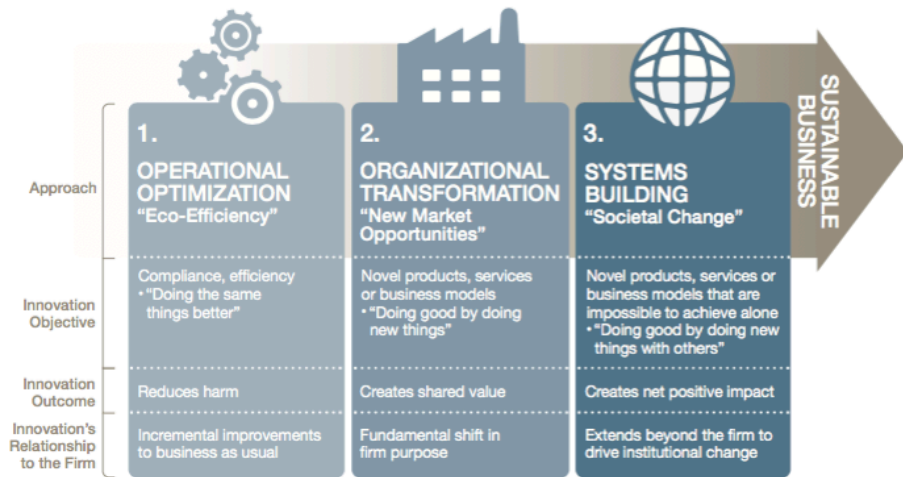 SUSTAINABLE
BUSINESS
Approach
1.
OPERATIONAL
OPTIMIZATION
“Eco-Efficiency”
2.
ORGANIZATIONAL
TRANSFORMATION
“New Market
Opportunities”
3.
SYSTEMS
BUILDING
“Societal Change”
Innovation
Objective
Compliance, efficiency
• “Doing the same
things better”
Novel products, services
or business models
• “Doing good by doing
new things”
Novel products, services or
business models that are
impossible to achieve alone
• “Doing good by doing new
things with others”
Innovation
Outcome
Reduces harm
Creates shared value
Creates net positive impact
Innovation’s
Relationship
to the Firm
Incremental improvements
to business as usual
Fundamental shift in
firm purpose
Extends beyond the firm to
drive institutional change